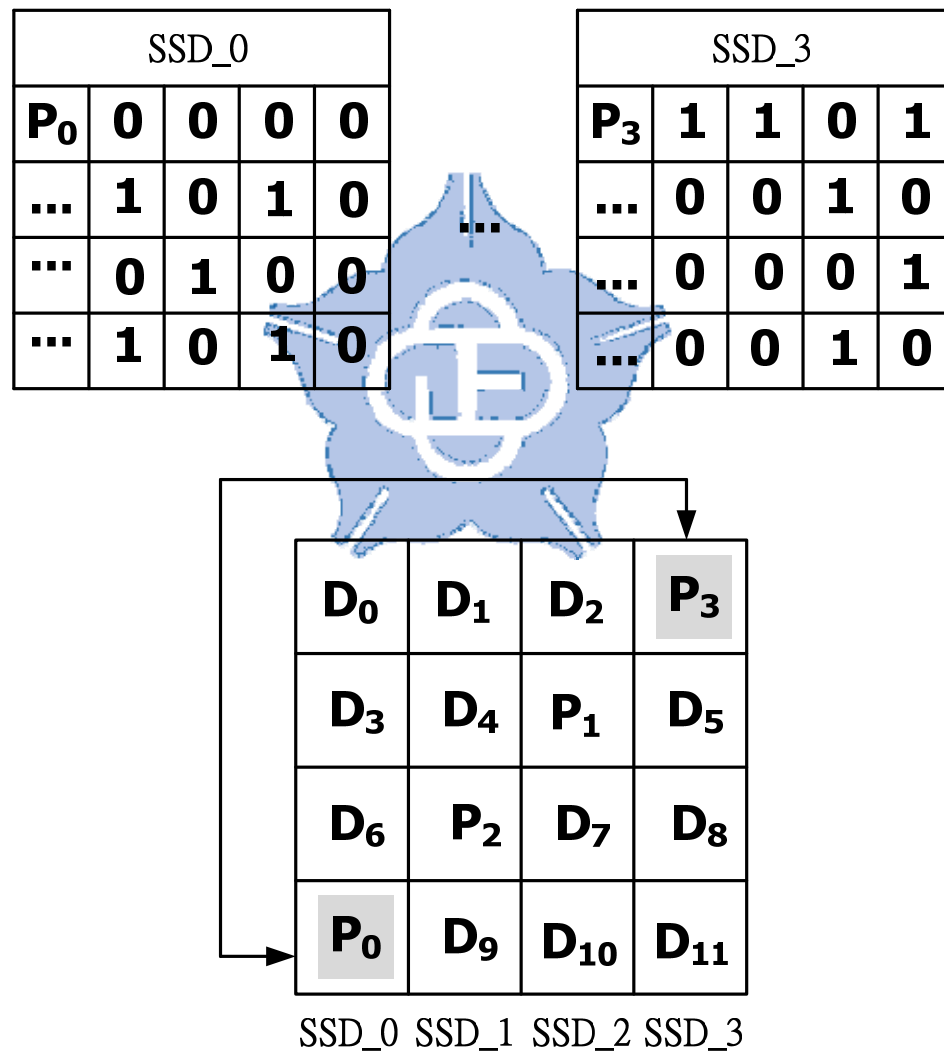 SSD_0
P₀ 0 0 0 0
... 1 0 1 0
... 0 1 0 0
... 1 0 1 0
...
SSD_3
P₃ 1 1 0 1
... 0 0 1 0
... 0 0 0 1
... 0 0 1 0
D₀ D₁ D₂ P₃
D₃ D₄ P₁ D₅
D₆ P₂ D₇ D₈
P₀ D₉ D₁₀ D₁₁
SSD_0 SSD_1 SSD_2 SSD_3